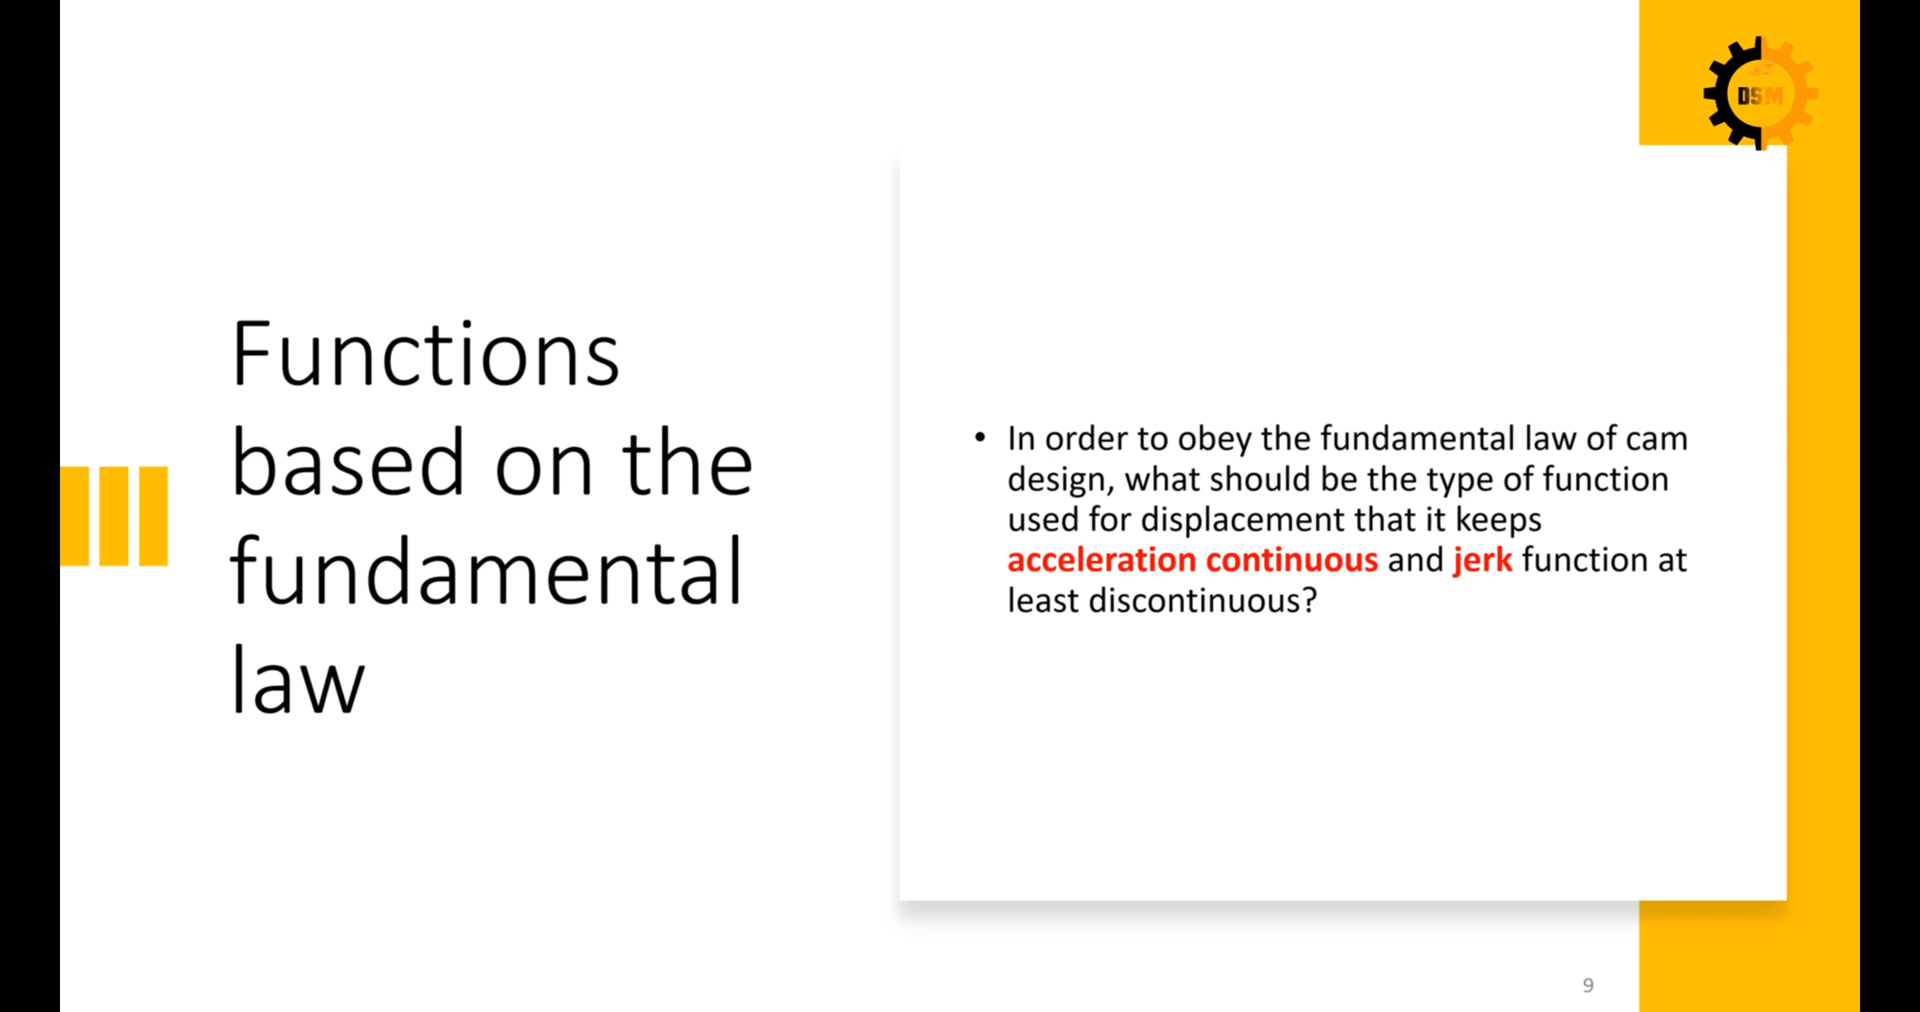 DSM
Functions
based on the
fundamental
law
• In order to obey the fundamental law of cam
design, what should be the type of function
used for displacement that it keeps
acceleration continuous and jerk function at
least discontinuous?
9